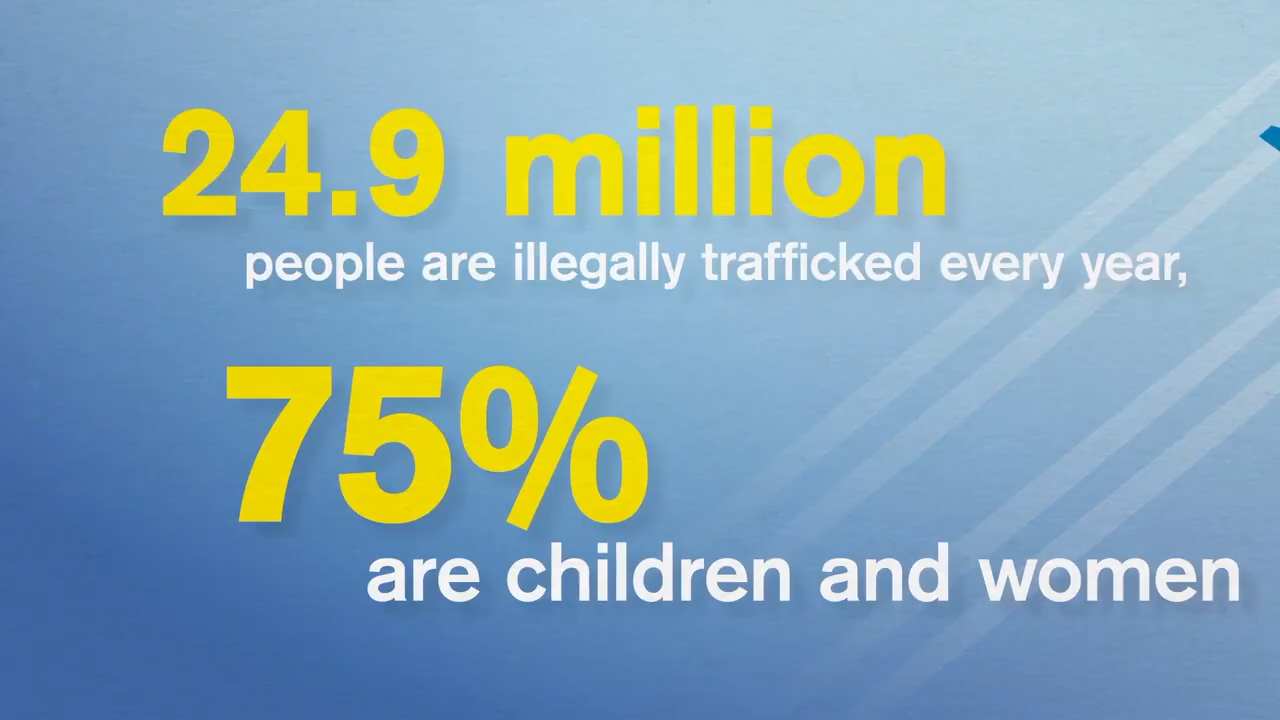 24.9 million
people are illegally trafficked every year,
75%
are children and women